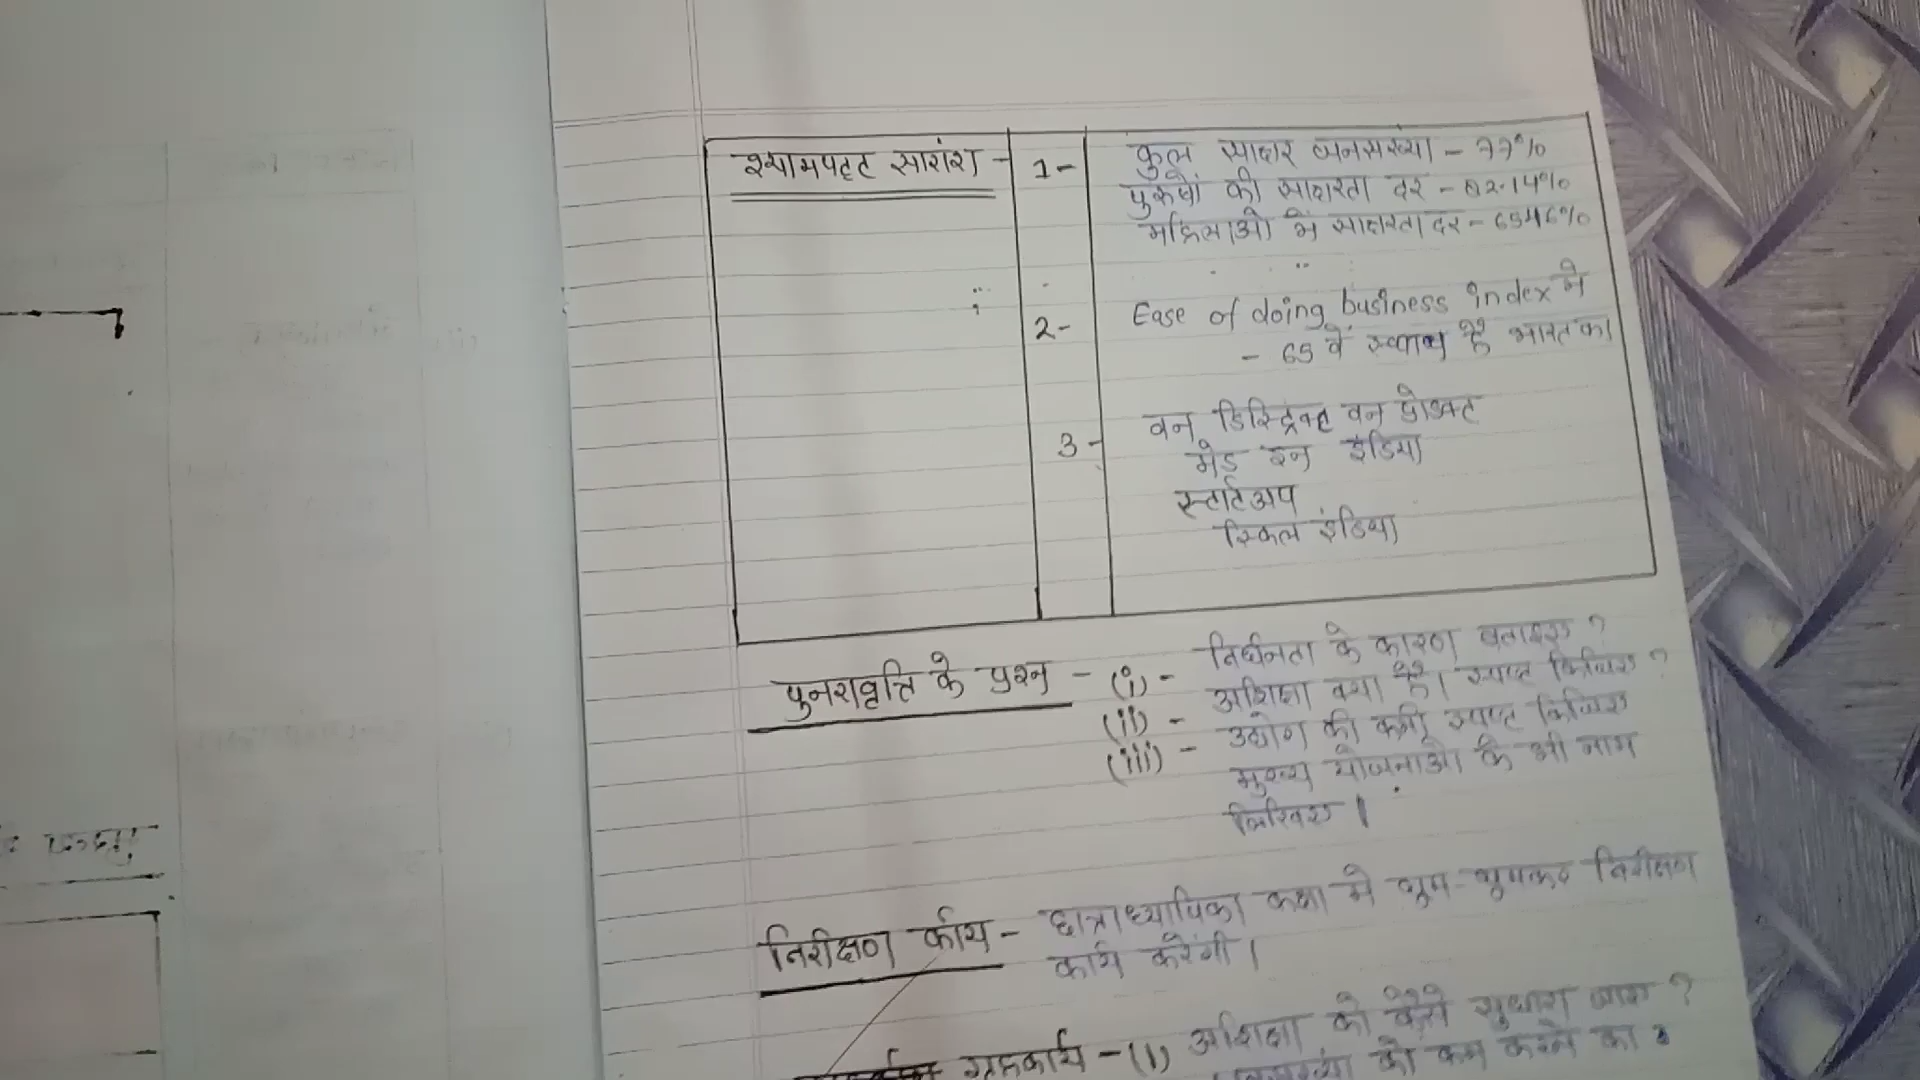 श्यामपट्ट सारांश - 1- कुल साक्षर जनसंख्या - 77%
पुरुषों की साक्षरता दर - 82.14%
महिलाओं में साक्षरता दर - 65.46%
2- Ease of doing business index में
- 65 वें स्थान है भारत का
3- वन डिस्ट्रिक्ट वन प्रोडक्ट
मेड इन इंडिया
स्टार्टअप
स्किल इंडिया
पुनरावृत्ति के प्रश्न - (i) - निर्धनता के कारण बताइए ?
अशिक्षा क्या है। स्पष्ट कीजिए ?
(ii) - उद्योग की कमी स्पष्ट कीजिए
(iii) - मुख्य योजनाओं के भी नाम
लिखिए।
निरीक्षण कार्य - छात्राध्यापिका कक्षा में घूम-घूमकर निरीक्षण
कार्य करेंगी।
गृहकार्य - (i) अशिक्षा को कैसे सुधारा जाए ?
को कम करने का